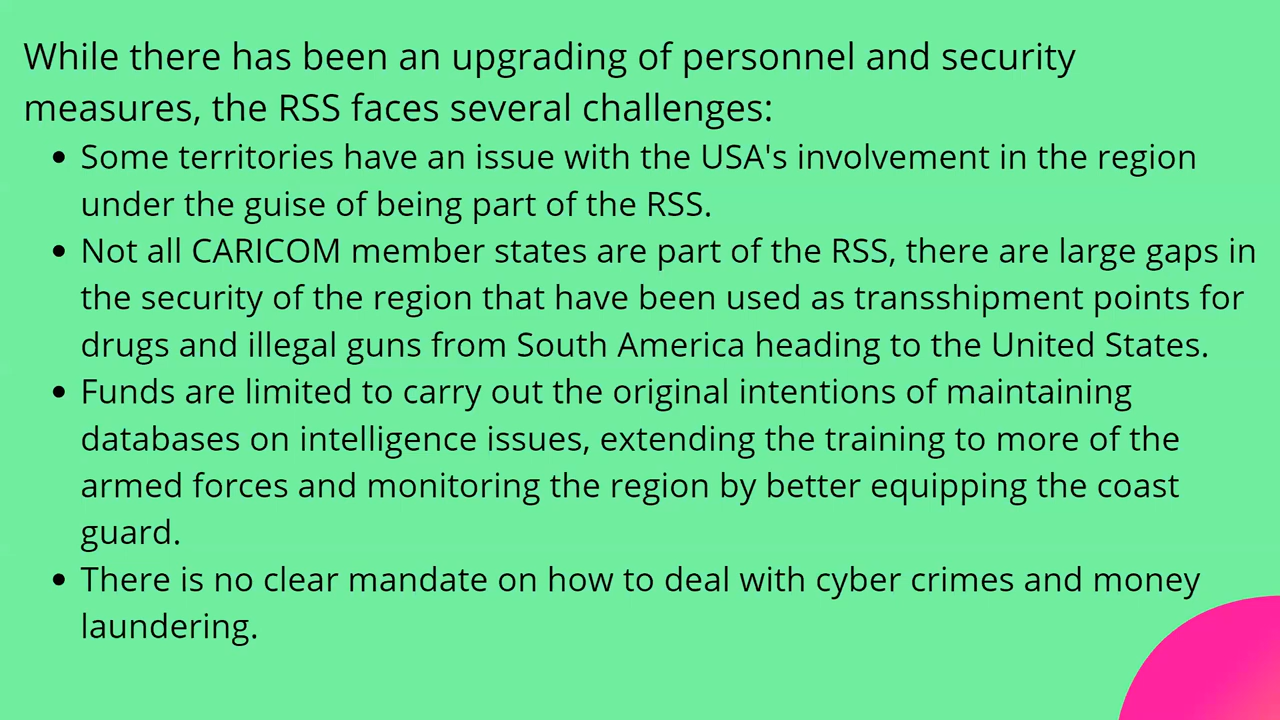 While there has been an upgrading of personnel and security
measures, the RSS faces several challenges:
• Some territories have an issue with the USA's involvement in the region
under the guise of being part of the RSS.
• Not all CARICOM member states are part of the RSS, there are large gaps in
the security of the region that have been used as transshipment points for
drugs and illegal guns from South America heading to the United States.
• Funds are limited to carry out the original intentions of maintaining
databases on intelligence issues, extending the training to more of the
armed forces and monitoring the region by better equipping the coast
guard.
• There is no clear mandate on how to deal with cyber crimes and money
laundering.